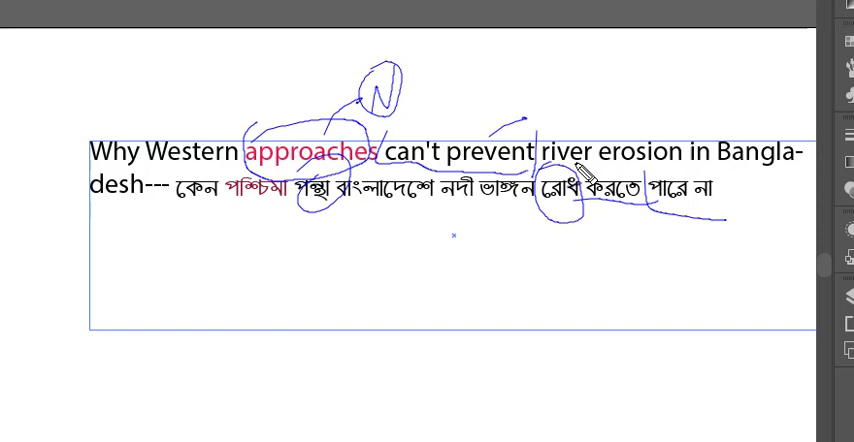 N
Why Western approaches can't prevent river erosion in Bangla-
desh--- কেন পশ্চিমা পন্থা বাংলাদেশে নদী ভাঙ্গন রোধ করতে পারে না